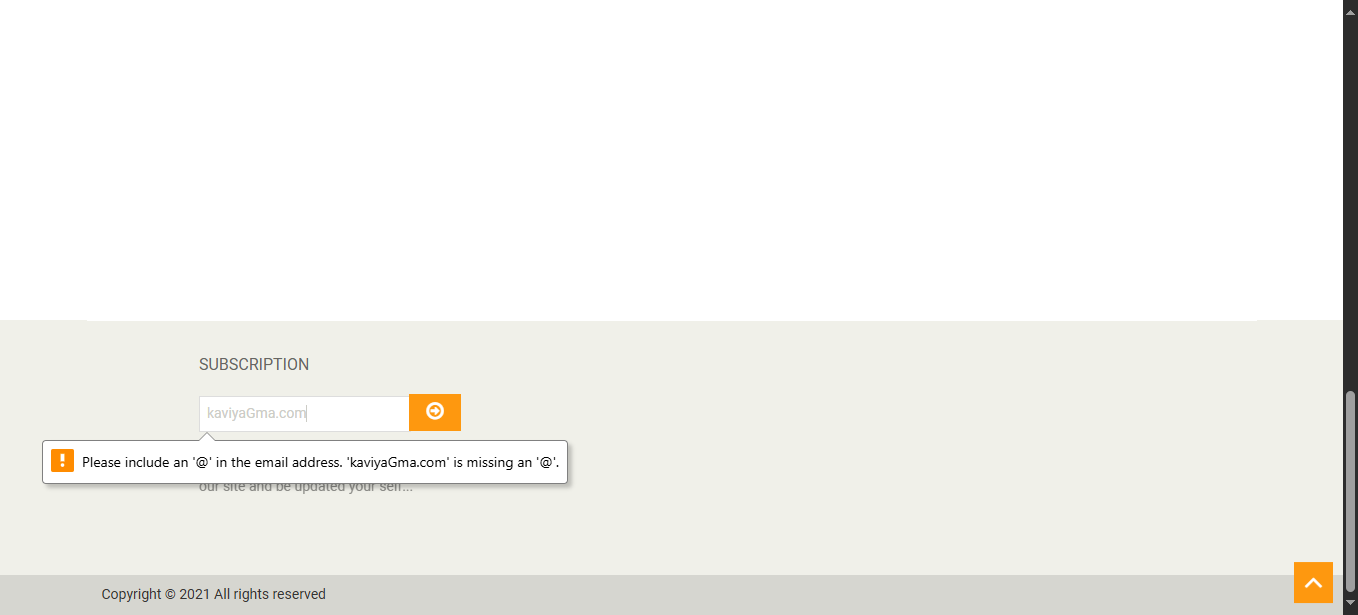 SUBSCRIPTION
kaviyaGma.com
Please include an '@' in the email address. 'kaviyaGma.com' is missing an '@'.
our site and be updated your self...
Copyright © 2021 All rights reserved